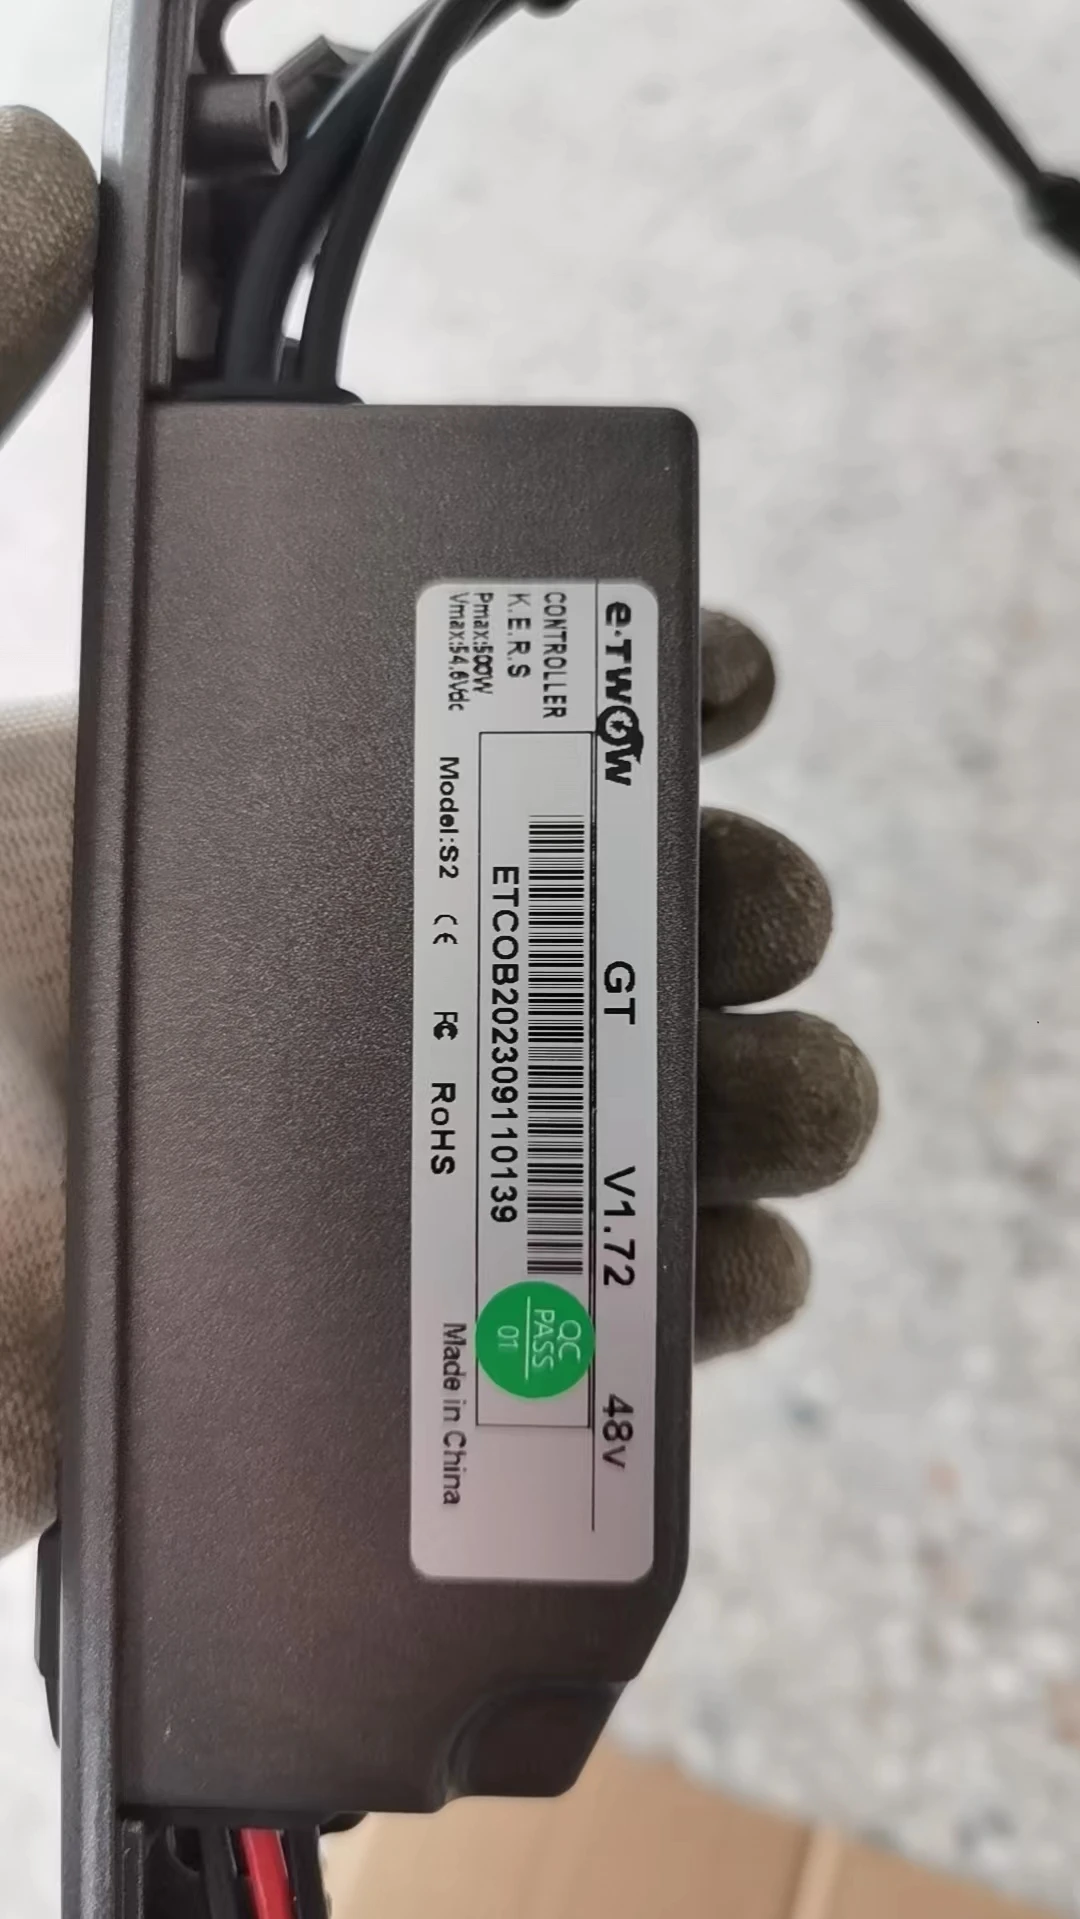 e·TWOW GT V1.72 48v
CONTROLLER
K.E.R.S
Pmax:500W
Vmax:54.6Vdc
ETCOB202309110139
QC
PASS
01
Model:S2 CE FC RoHS Made in China